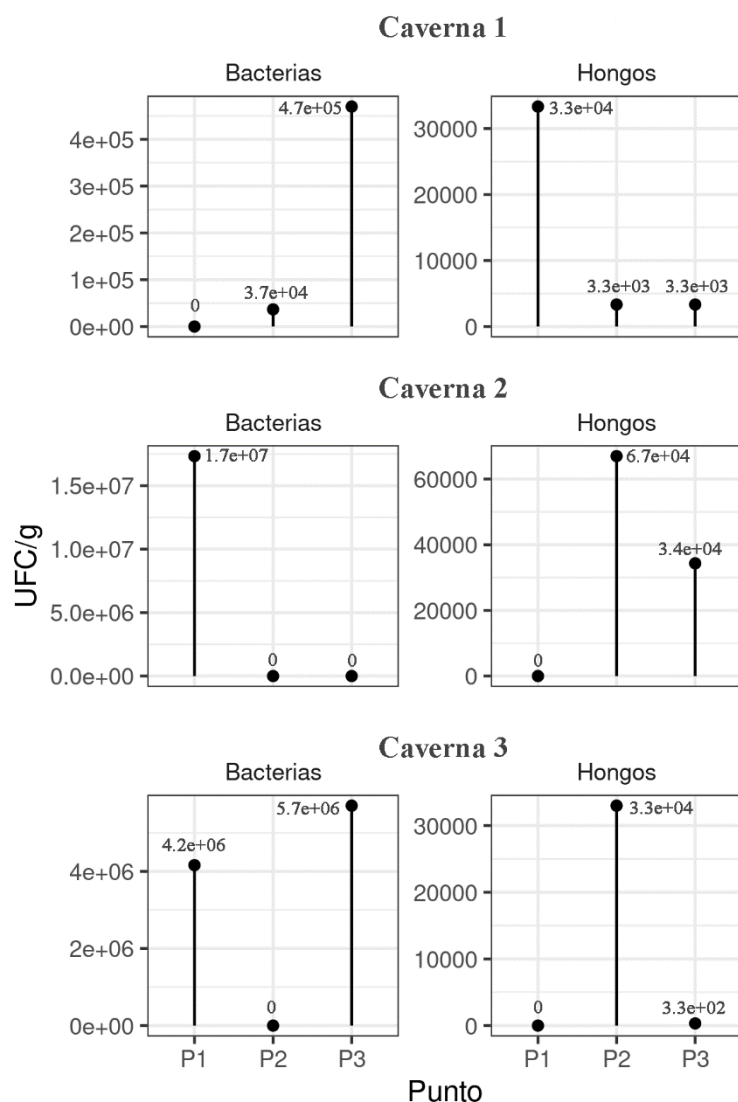 Caverna 1
Bacterias Hongos
4e+05
3e+05
2e+05
1e+05
0e+00
0
3.7e+04
4.7e+05
30000
20000
10000
0
3.3e+04
3.3e+03
3.3e+03
Caverna 2
Bacterias Hongos
UFC/g
1.5e+07
1.0e+07
5.0e+06
0.0e+00
1.7e+07
0
0
60000
40000
20000
0
0
6.7e+04
3.4e+04
Caverna 3
Bacterias Hongos
4e+06
2e+06
0e+00
4.2e+06
0
5.7e+06
30000
20000
10000
0
0
3.3e+04
3.3e+02
P1 P2 P3 P1 P2 P3
Punto